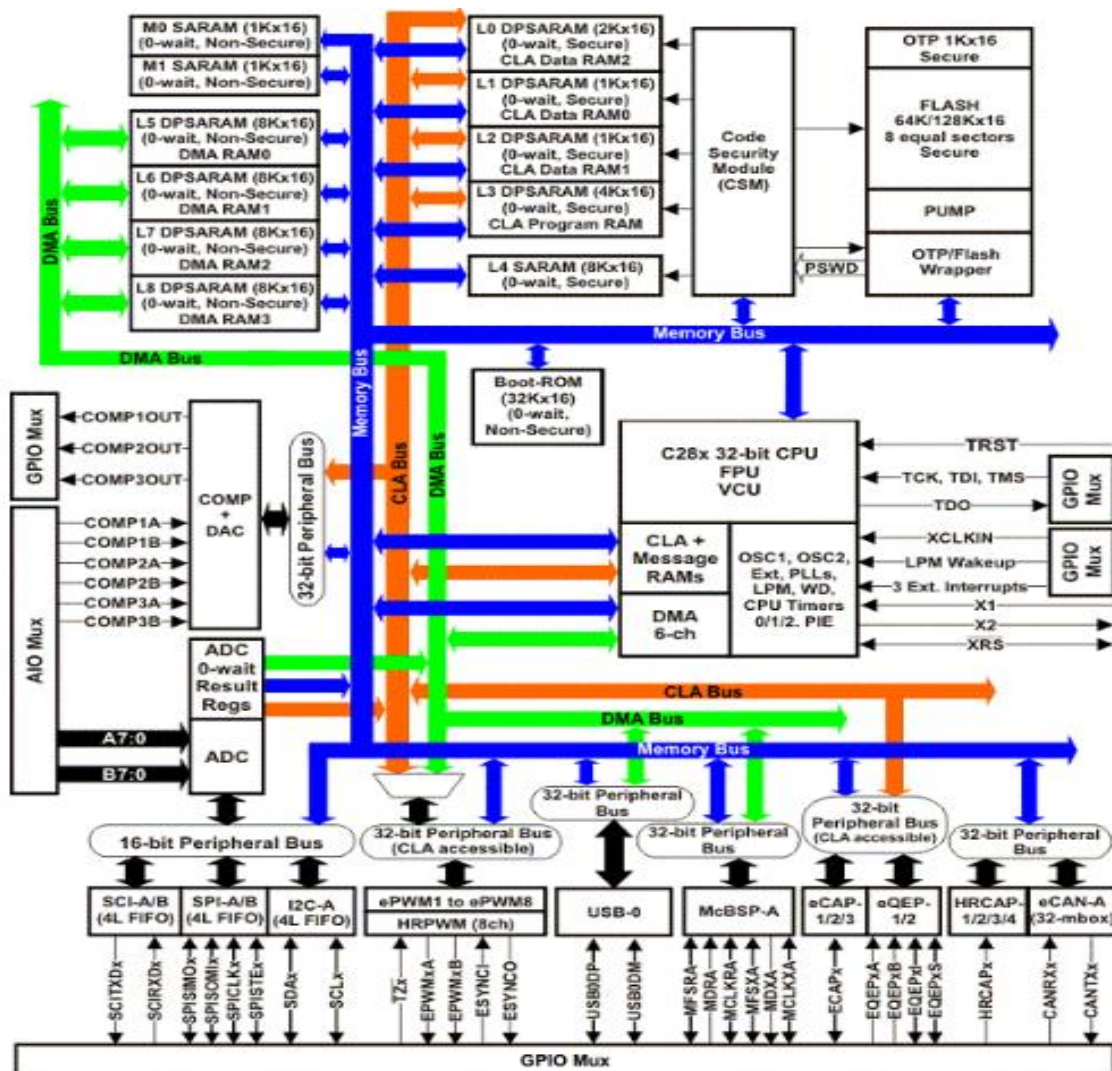 M0 SARAM (1Kx16)
(0-wait, Non-Secure)
M1 SARAM (1Kx16)
(0-wait, Non-Secure)
L5 DPSARAM (8Kx16)
(0-wait, Non-Secure)
DMA RAM0
L6 DPSARAM (8Kx16)
(0-wait, Non-Secure)
DMA RAM1
L7 DPSARAM (8Kx16)
(0-wait, Non-Secure)
DMA RAM2
L8 DPSARAM (8Kx16)
(0-wait, Non-Secure)
DMA RAM3
DMA Bus
DMA Bus
L0 DPSARAM (2Kx16)
(0-wait, Secure)
CLA Data RAM2
L1 DPSARAM (1Kx16)
(0-wait, Secure)
CLA Data RAM0
L2 DPSARAM (1Kx16)
(0-wait, Secure)
CLA Data RAM1
L3 DPSARAM (4Kx16)
(0-wait, Secure)
CLA Program RAM
L4 SARAM (8Kx16)
(0-wait, Secure)
Code
Security
Module
(CSM)
OTP 1Kx16
Secure
FLASH
64K/128Kx16
8 equal sectors
Secure
PUMP
OTP/Flash
Wrapper
PSWD
Memory Bus
Memory Bus
CLA Bus
DMA Bus
Boot-ROM
(32Kx16)
(0-wait,
Non-Secure)
GPIO Mux
COMP1OUT
COMP2OUT
COMP3OUT
COMP
+
DAC
32-bit Peripheral Bus
AIO Mux
COMP1A
COMP1B
COMP2A
COMP2B
COMP3A
COMP3B
ADC
0-wait
Result
Regs
ADC
A7:0
B7:0
C28x 32-bit CPU
FPU
VCU
CLA +
Message
RAMs
DMA
6-ch
OSC1, OSC2,
Ext, PLLs,
LPM, WD,
CPU Timers
0/1/2. PIE
TRST
TCK, TDI, TMS
TDO
GPIO
Mux
XCLKIN
LPM Wakeup
3 Ext. Interrupts
GPIO
Mux
X1
X2
XRS
CLA Bus
DMA Bus
Memory Bus
16-bit Peripheral Bus
32-bit Peripheral Bus
(CLA accessible)
32-bit Peripheral
Bus
32-bit Peripheral
Bus
32-bit
Peripheral Bus
(CLA accessible)
32-bit Peripheral
Bus
SCI-A/B
(4L FIFO)
SPI-A/B
(4L FIFO)
I2C-A
(4L FIFO)
ePWM1 to ePWM8
HRPWM (8ch)
USB-0
McBSP-A
eCAP-
1/2/3
eQEP-
1/2
HRCAP-
1/2/3/4
eCAN-A
(32-mbox)
SCITXDx
SCIRXDx
SPISIMOx
SPISOMIx
SPICLKx
SPISTEx
SDAx
SCLx
TZx
EPWMxA
EPWMxB
ESYNCI
ESYNCO
USB0DP
USB0DM
MFSRA
MDRA
MCLKRA
MFSXA
MDXA
MCLKXA
ECAPx
EQEPxA
EQEPxB
EQEPxI
EQEPxS
HRCAPx
CANRXx
CANTXx
GPIO Mux